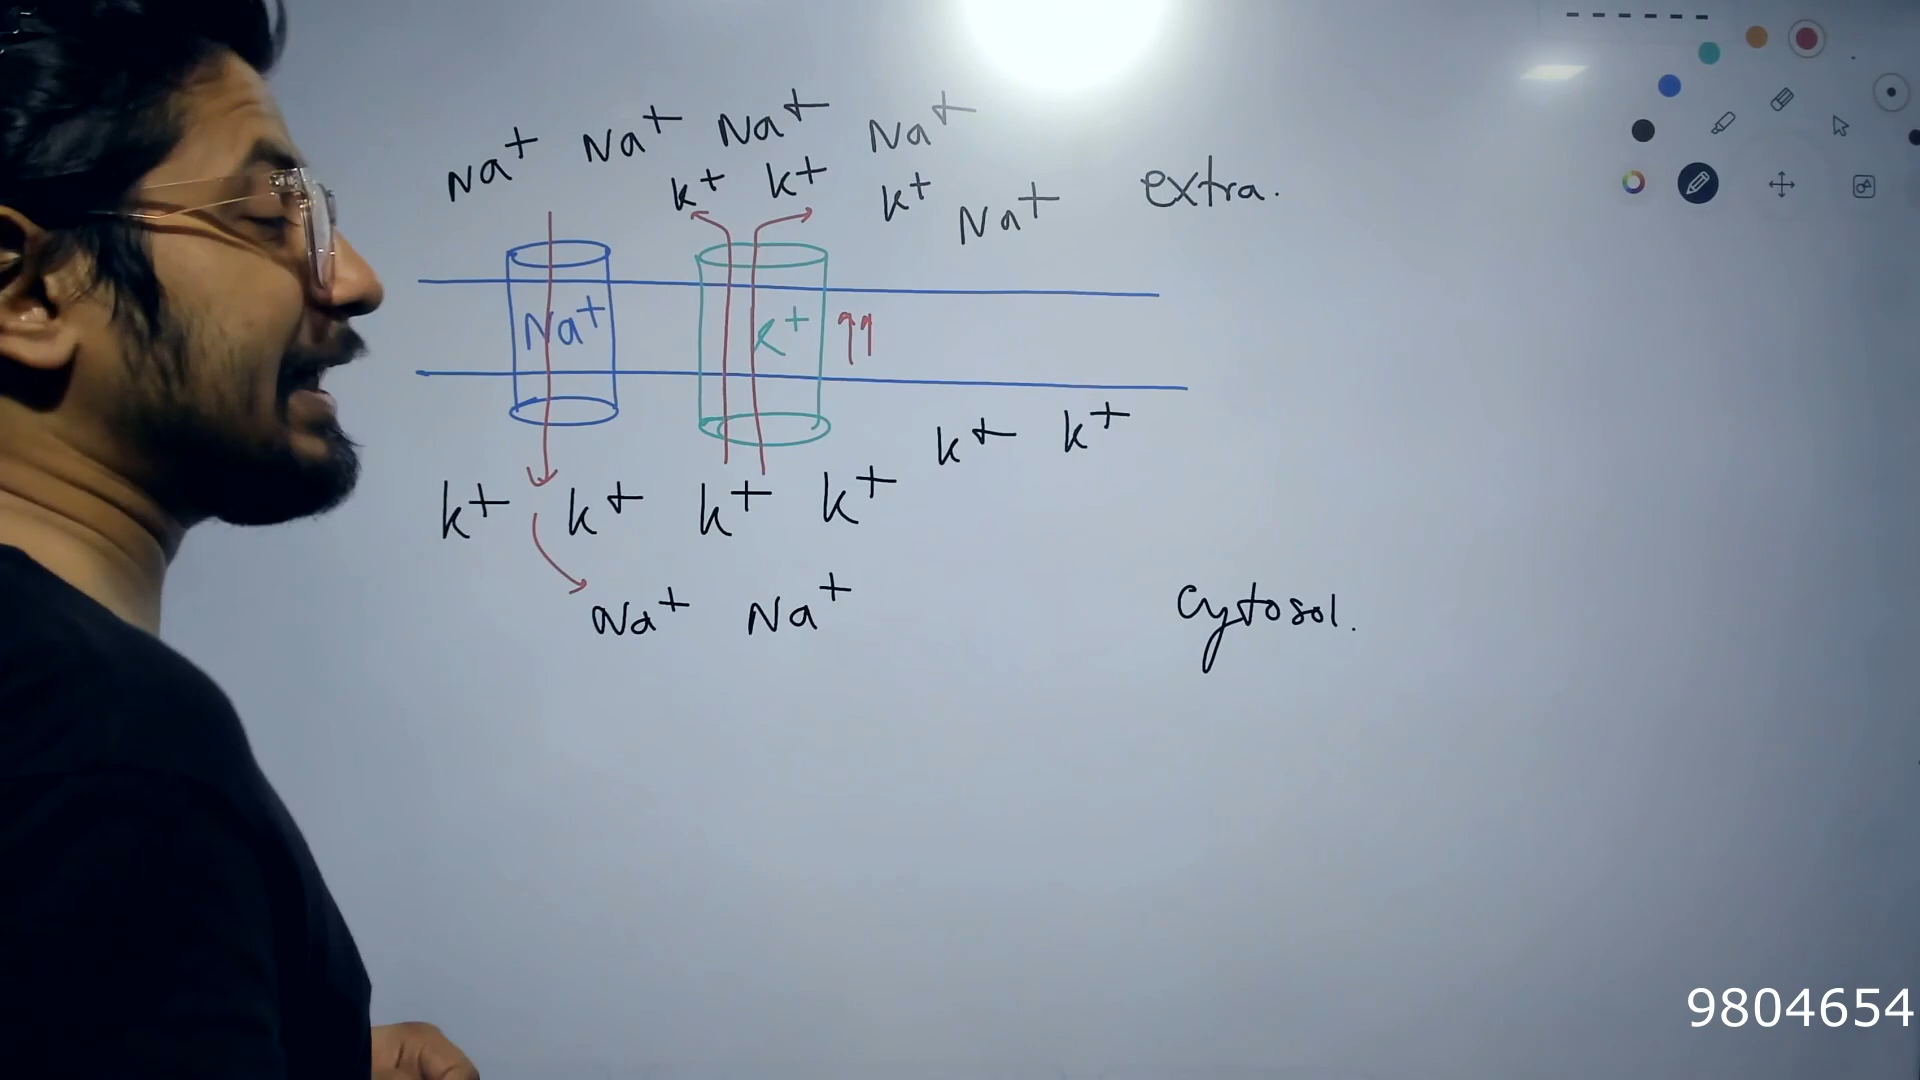 Na+ Na+ Na+ Na+
k+ k+ k+ Na+ extra.
Na+ k+ ↑↑
k+ k+
k+ k+ k+ k+
Na+ Na+ Cytosol.
9804654